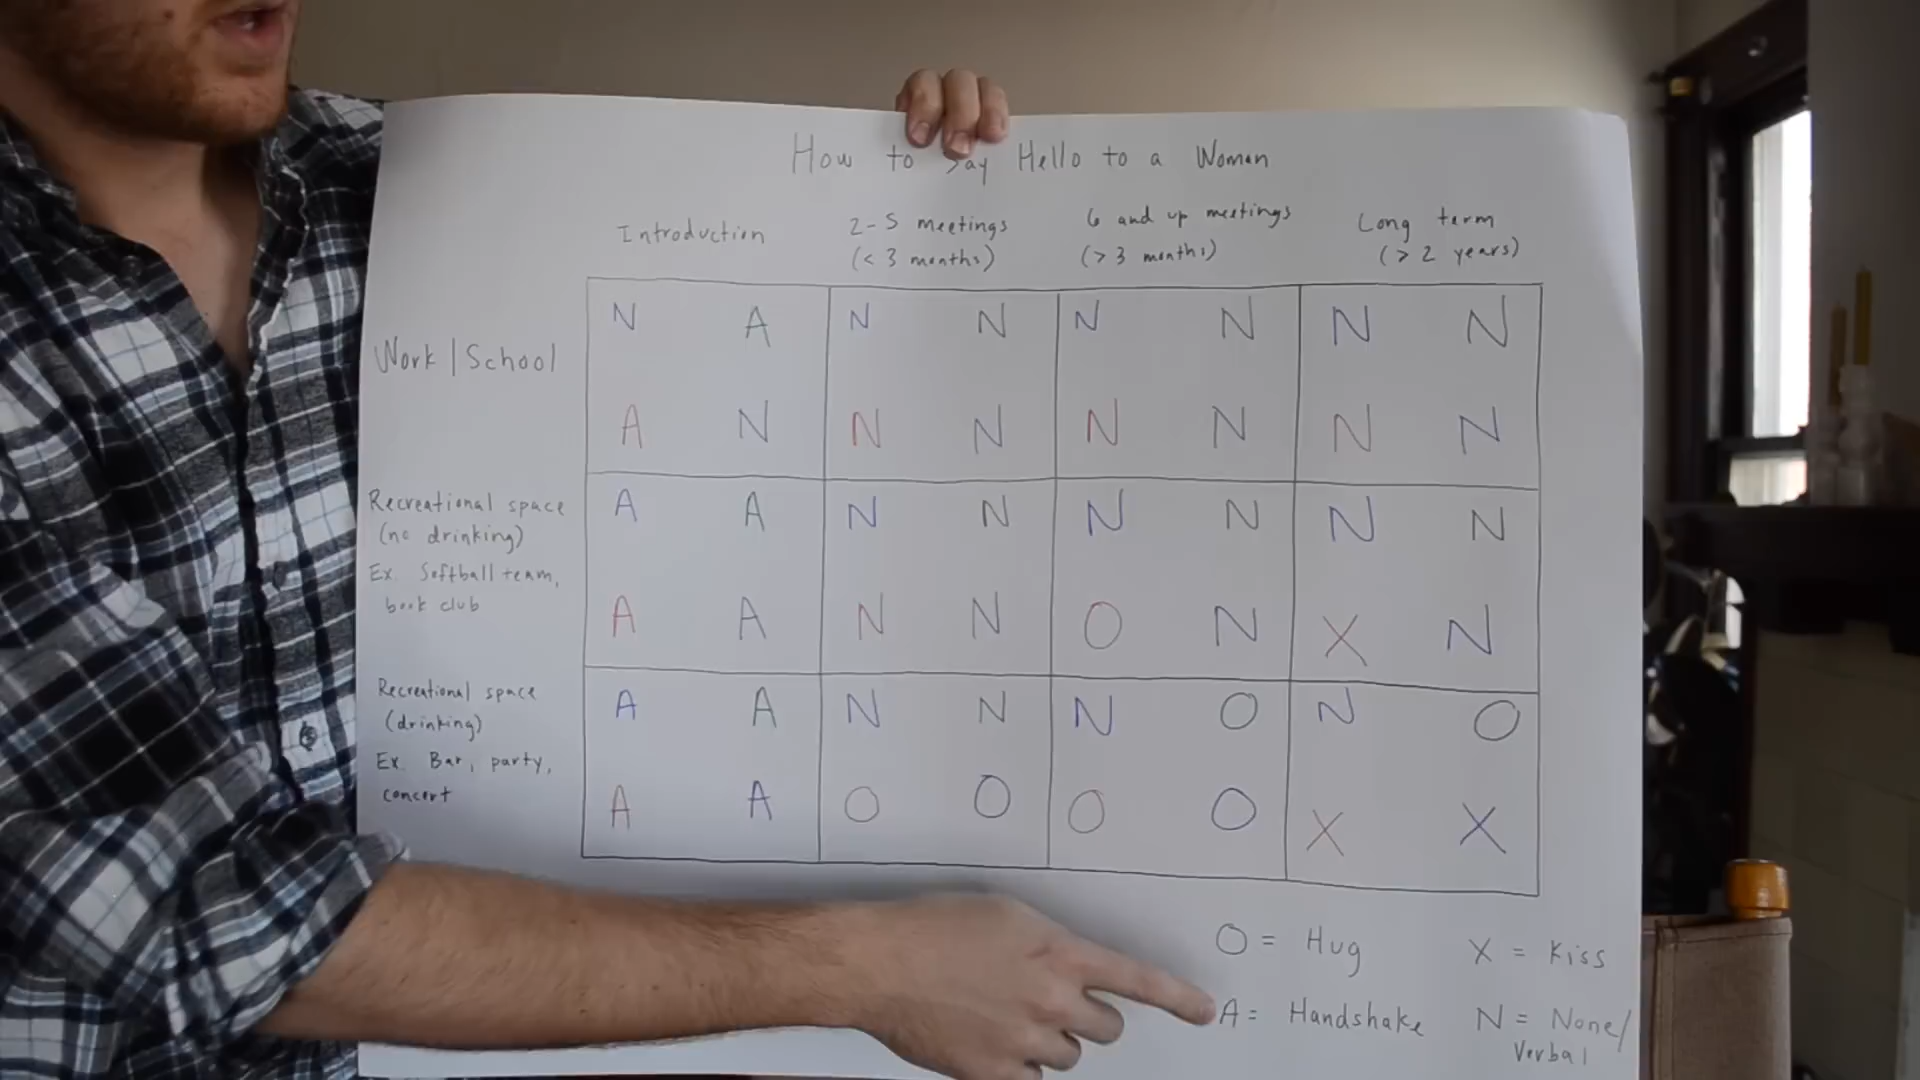 How to Say Hello to a Woman
Introduction
2-5 meetings
(< 3 months)
6 and up meetings
(> 3 months)
Long term
(> 2 years)
Work | School
N A N N N N N N
A N N N N N N N
Recreational space
(no drinking)
Ex. Softball team,
book club
A A N N N N N N
A A N N O N X N
Recreational space
(drinking)
Ex. Bar, party,
concert
A A N N N O N O
A A O O O O X X
O = Hug
X = Kiss
A = Handshake
N = None/
Verbal